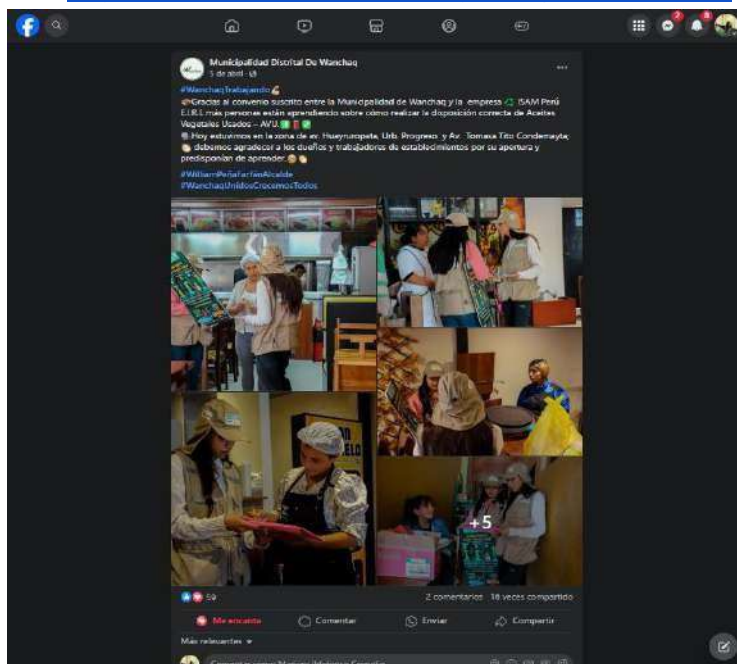 Municipalidad Distrital De Wanchaq
5 de abril
#WanchaqTrabajando
Gracias al convenio suscrito entre la Municipalidad de Wanchaq y la empresa ISAM Perú
E.I.R.L más personas están aprendiendo sobre cómo realizar la disposición correcta de Aceites
Vegetales Usados – AVU.
Hoy estuvimos en la zona de av. Huayruropata, Urb. Progreso y Av. Tomasa Tito Condemayta;
debemos agradecer a los dueños y trabajadores de establecimientos por su apertura y
predisponían de aprender.
#WilliamPeñaFarfánAlcalde
#WanchaqUnidosCrecemosTodos
+5
59
2 comentarios 18 veces compartido
Me encanta Comentar Enviar Compartir
Más relevantes
Comentar como